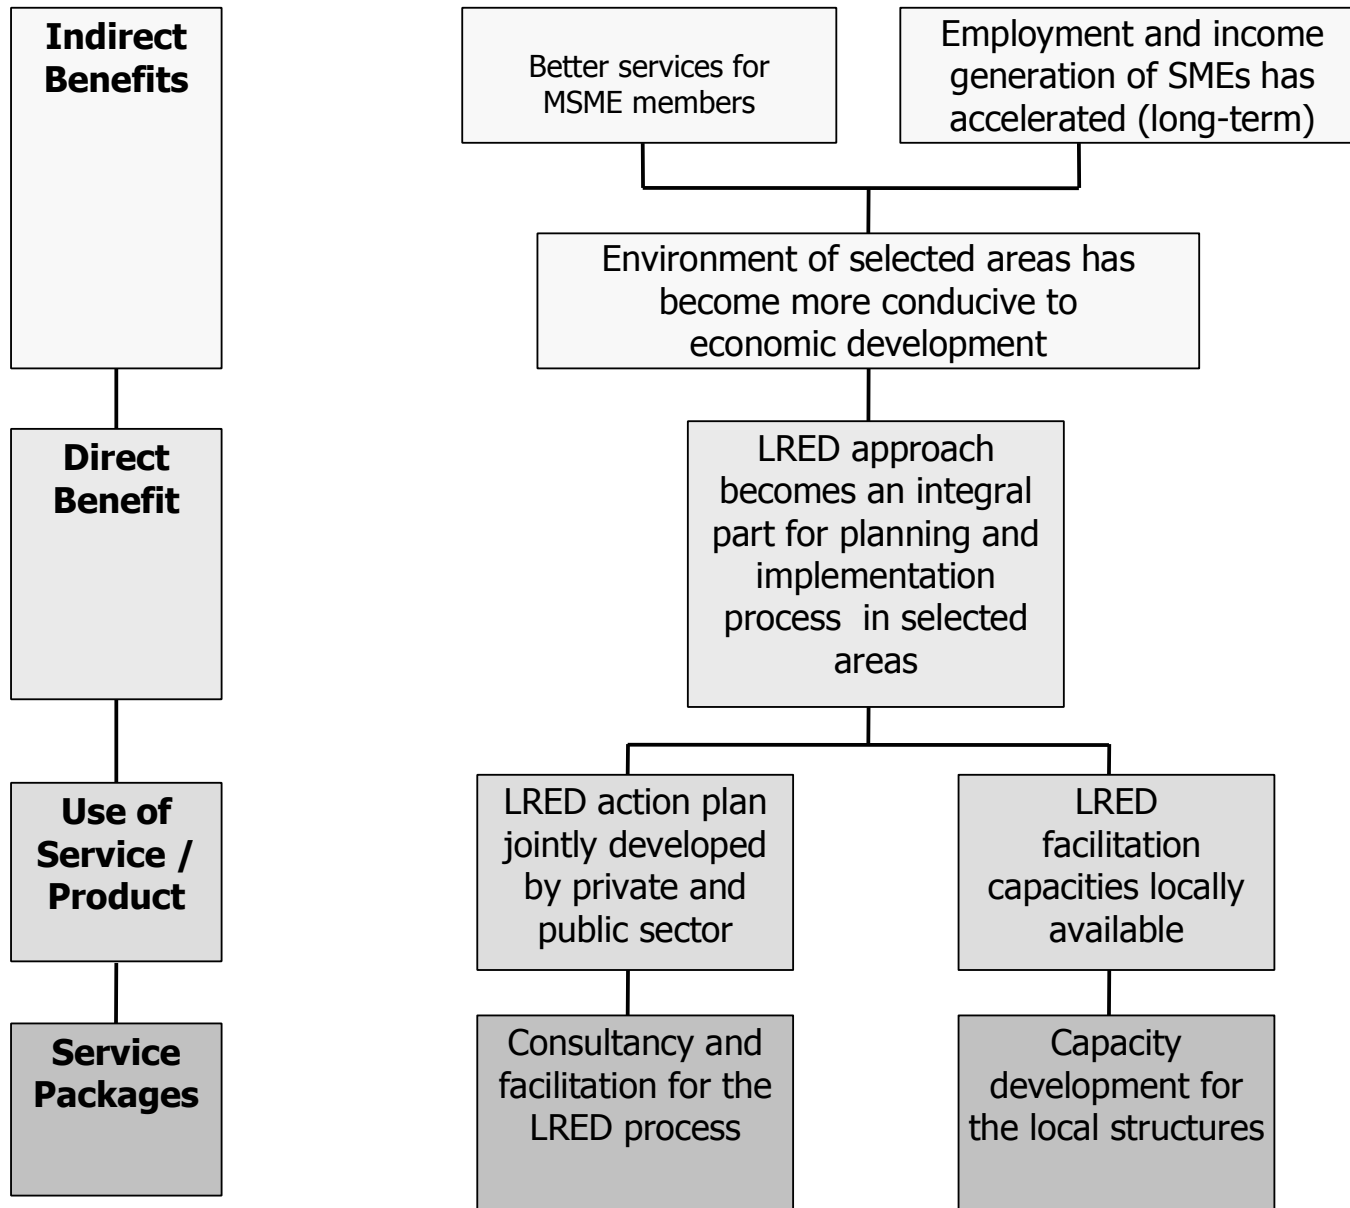 Indirect
Benefits
Better services for
MSME members
Employment and income
generation of SMEs has
accelerated (long-term)
Environment of selected areas has
become more conducive to
economic development
Direct
Benefit
LRED approach
becomes an integral
part for planning and
implementation
process  in selected
areas
Use of
Service /
Product
LRED action plan
jointly developed
by private and
public sector
LRED
facilitation
capacities locally
available
Service
Packages
Consultancy and
facilitation for the
LRED process
Capacity
development for
the local structures